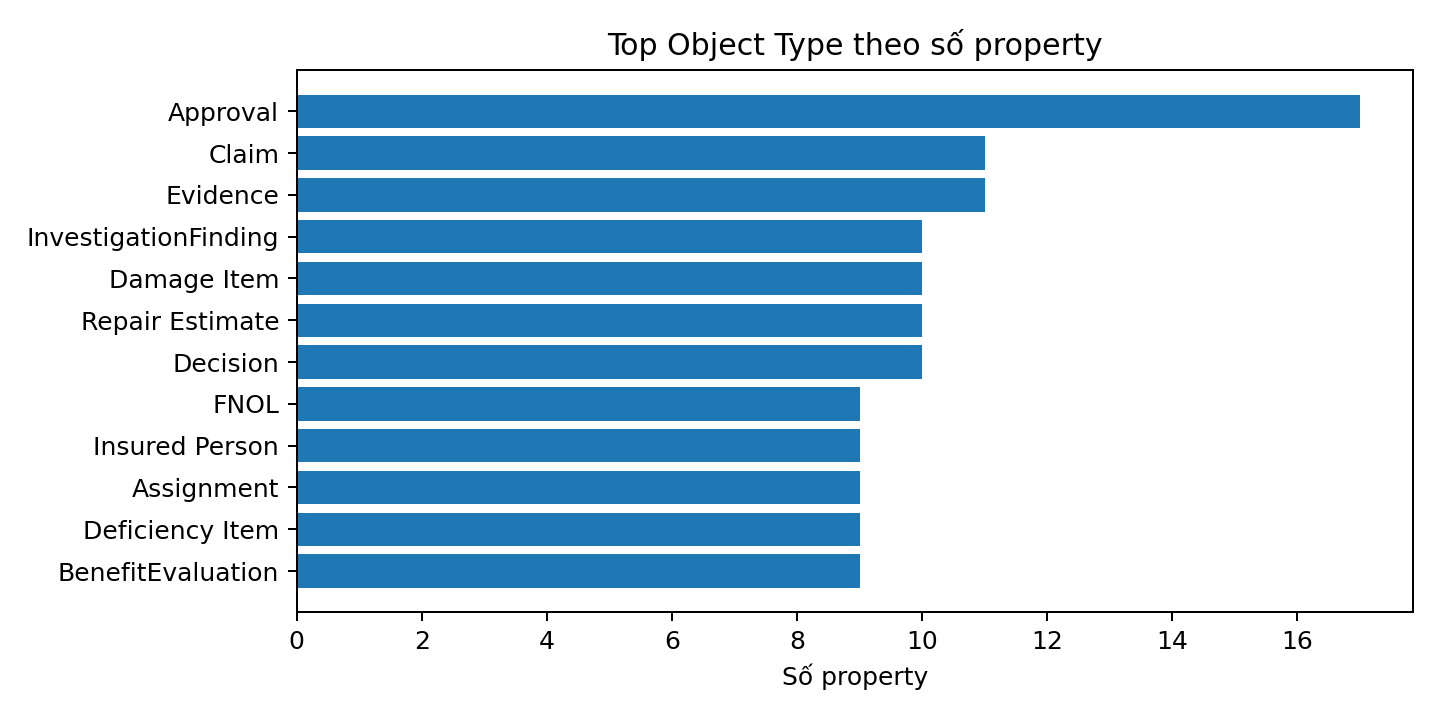 Top Object Type theo số property
Approval
Claim
Evidence
InvestigationFinding
Damage Item
Repair Estimate
Decision
FNOL
Insured Person
Assignment
Deficiency Item
BenefitEvaluation
0 2 4 6 8 10 12 14 16
Số property